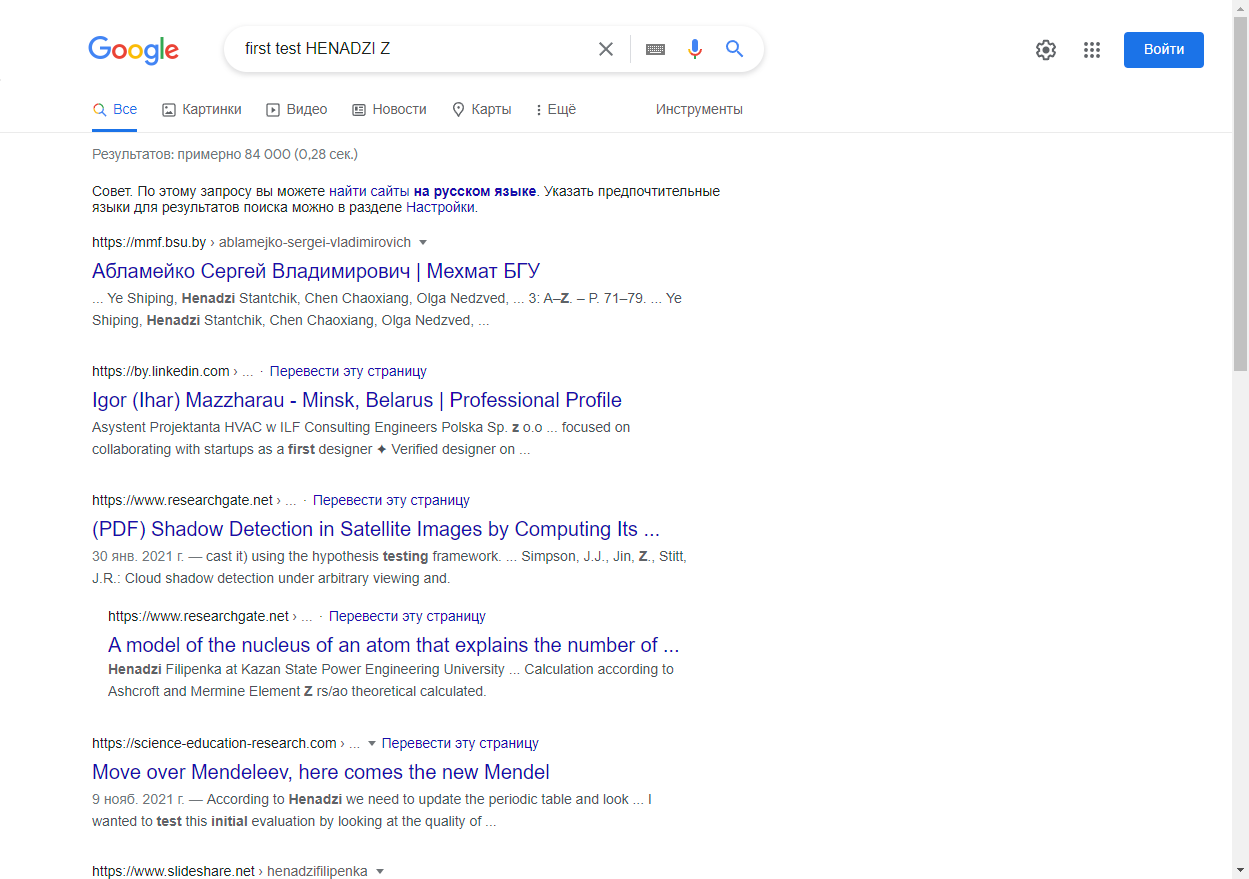 Google
first test HENADZI Z
Войти
Все Картинки Видео Новости Карты Ещё Инструменты
Результатов: примерно 84 000 (0,28 сек.)
Совет. По этому запросу вы можете найти сайты на русском языке. Указать предпочтительные
языки для результатов поиска можно в разделе Настройки.
https://mmf.bsu.by › ablamejko-sergei-vladimirovich
Абламейко Сергей Владимирович | Мехмат БГУ
... Ye Shiping, Henadzi Stantchik, Chen Chaoxiang, Olga Nedzved, ... 3: A–Z. – P. 71–79. ... Ye
Shiping, Henadzi Stantchik, Chen Chaoxiang, Olga Nedzved, ...
https://by.linkedin.com › ... · Перевести эту страницу
Igor (Ihar) Mazzharau - Minsk, Belarus | Professional Profile
Asystent Projektanta HVAC w ILF Consulting Engineers Polska Sp. z o.o ... focused on
collaborating with startups as a first designer ✦ Verified designer on ...
https://www.researchgate.net › ... · Перевести эту страницу
(PDF) Shadow Detection in Satellite Images by Computing Its ...
30 янв. 2021 г. — cast it) using the hypothesis testing framework. ... Simpson, J.J., Jin, Z., Stitt,
J.R.: Cloud shadow detection under arbitrary viewing and.
https://www.researchgate.net › ... · Перевести эту страницу
A model of the nucleus of an atom that explains the number of ...
Henadzi Filipenka at Kazan State Power Engineering University ... Calculation according to
Ashcroft and Mermine Element Z rs/ao theoretical calculated.
https://science-education-research.com › ... Перевести эту страницу
Move over Mendeleev, here comes the new Mendel
9 нояб. 2021 г. — According to Henadzi we need to update the periodic table and look ... I
wanted to test this initial evaluation by looking at the quality of ...
https://www.slideshare.net › henadzifilipenka